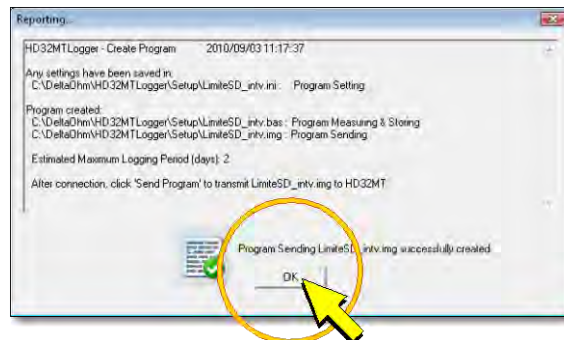 Reporting...
HD32MTLogger - Create Program 2010/09/03 11:17:37
Any settings have been saved in:
C:\DeltaOhm\HD32MTLogger\Setup\LimiteSD_intv.ini : Program Setting
Program created:
C:\DeltaOhm\HD32MTLogger\Setup\LimiteSD_intv.bas : Program Measuring & Storing
C:\DeltaOhm\HD32MTLogger\Setup\LimiteSD_intv.img : Program Sending
Estimated Maximum Logging Period (days): 2
After connection, click 'Send Program' to transmit LimiteSD_intv.img to HD32MT
Program Sending LimiteSD_intv.img successfully created.
OK